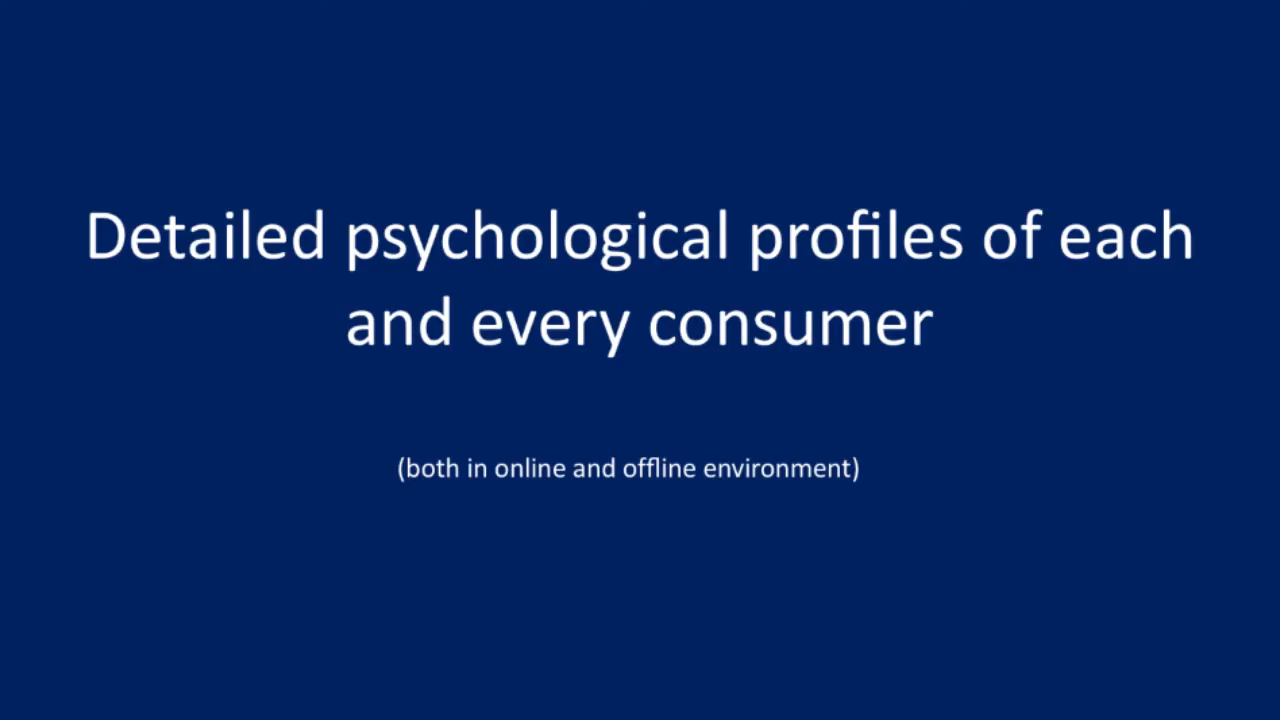 Detailed psychological profiles of each
and every consumer
(both in online and offline environment)